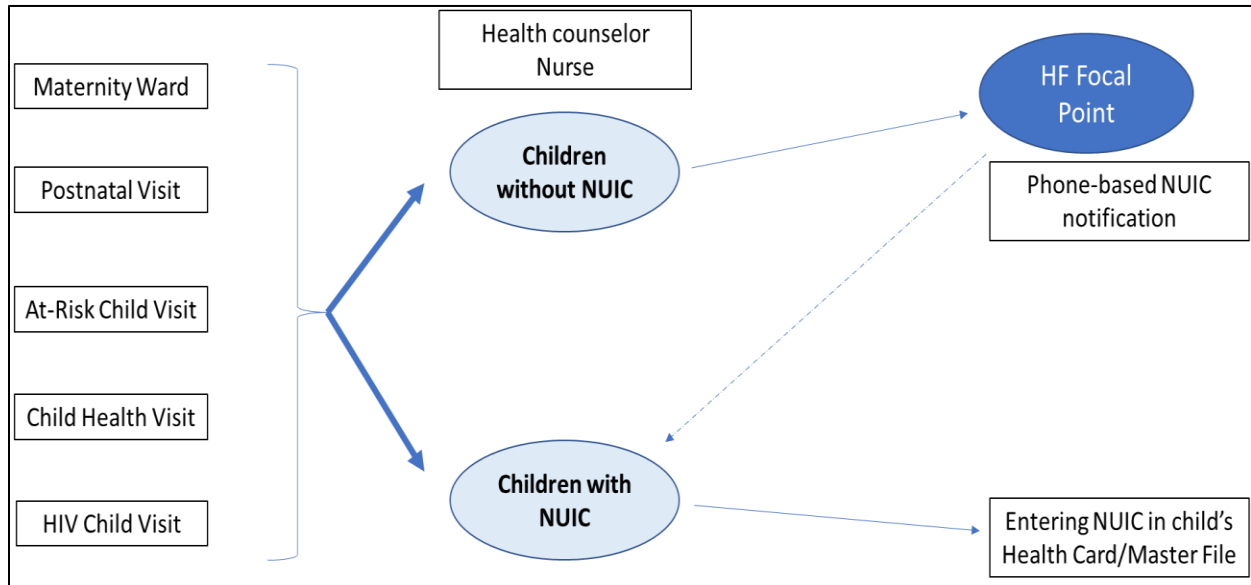 Maternity Ward
Postnatal Visit
At-Risk Child Visit
Child Health Visit
HIV Child Visit
Health counselor
Nurse
Children
without NUIC
Children with
NUIC
HF Focal
Point
Phone-based NUIC
notification
Entering NUIC in child's
Health Card/Master File